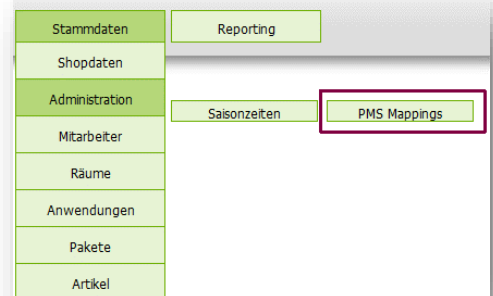 Stammdaten
Reporting
Shopdaten
Administration
Saisonzeiten
PMS Mappings
Mitarbeiter
Räume
Anwendungen
Pakete
Artikel